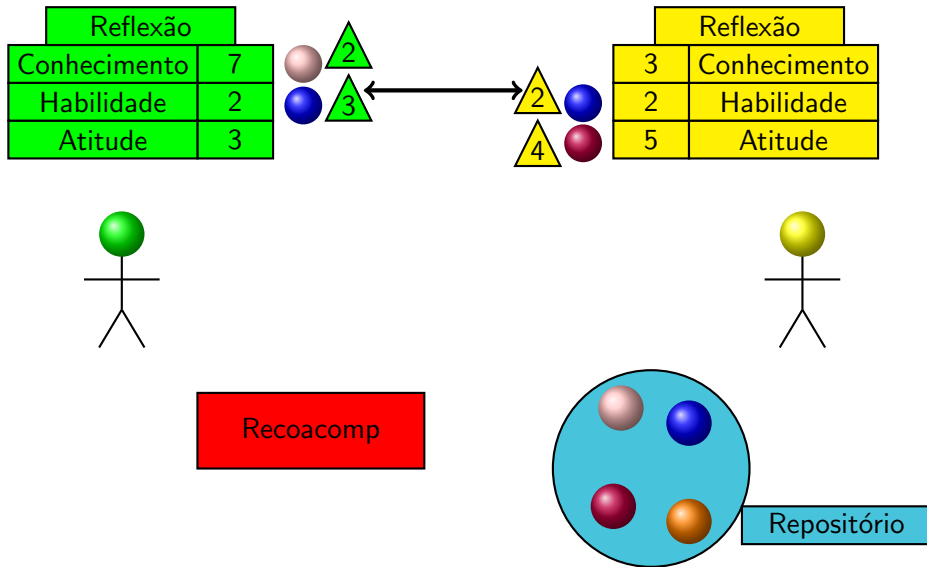 Reflexão
Conhecimento 7
Habilidade 2
Atitude 3
2
3
2
4
Reflexão
3 Conhecimento
2 Habilidade
5 Atitude
Recoacomp
Repositório